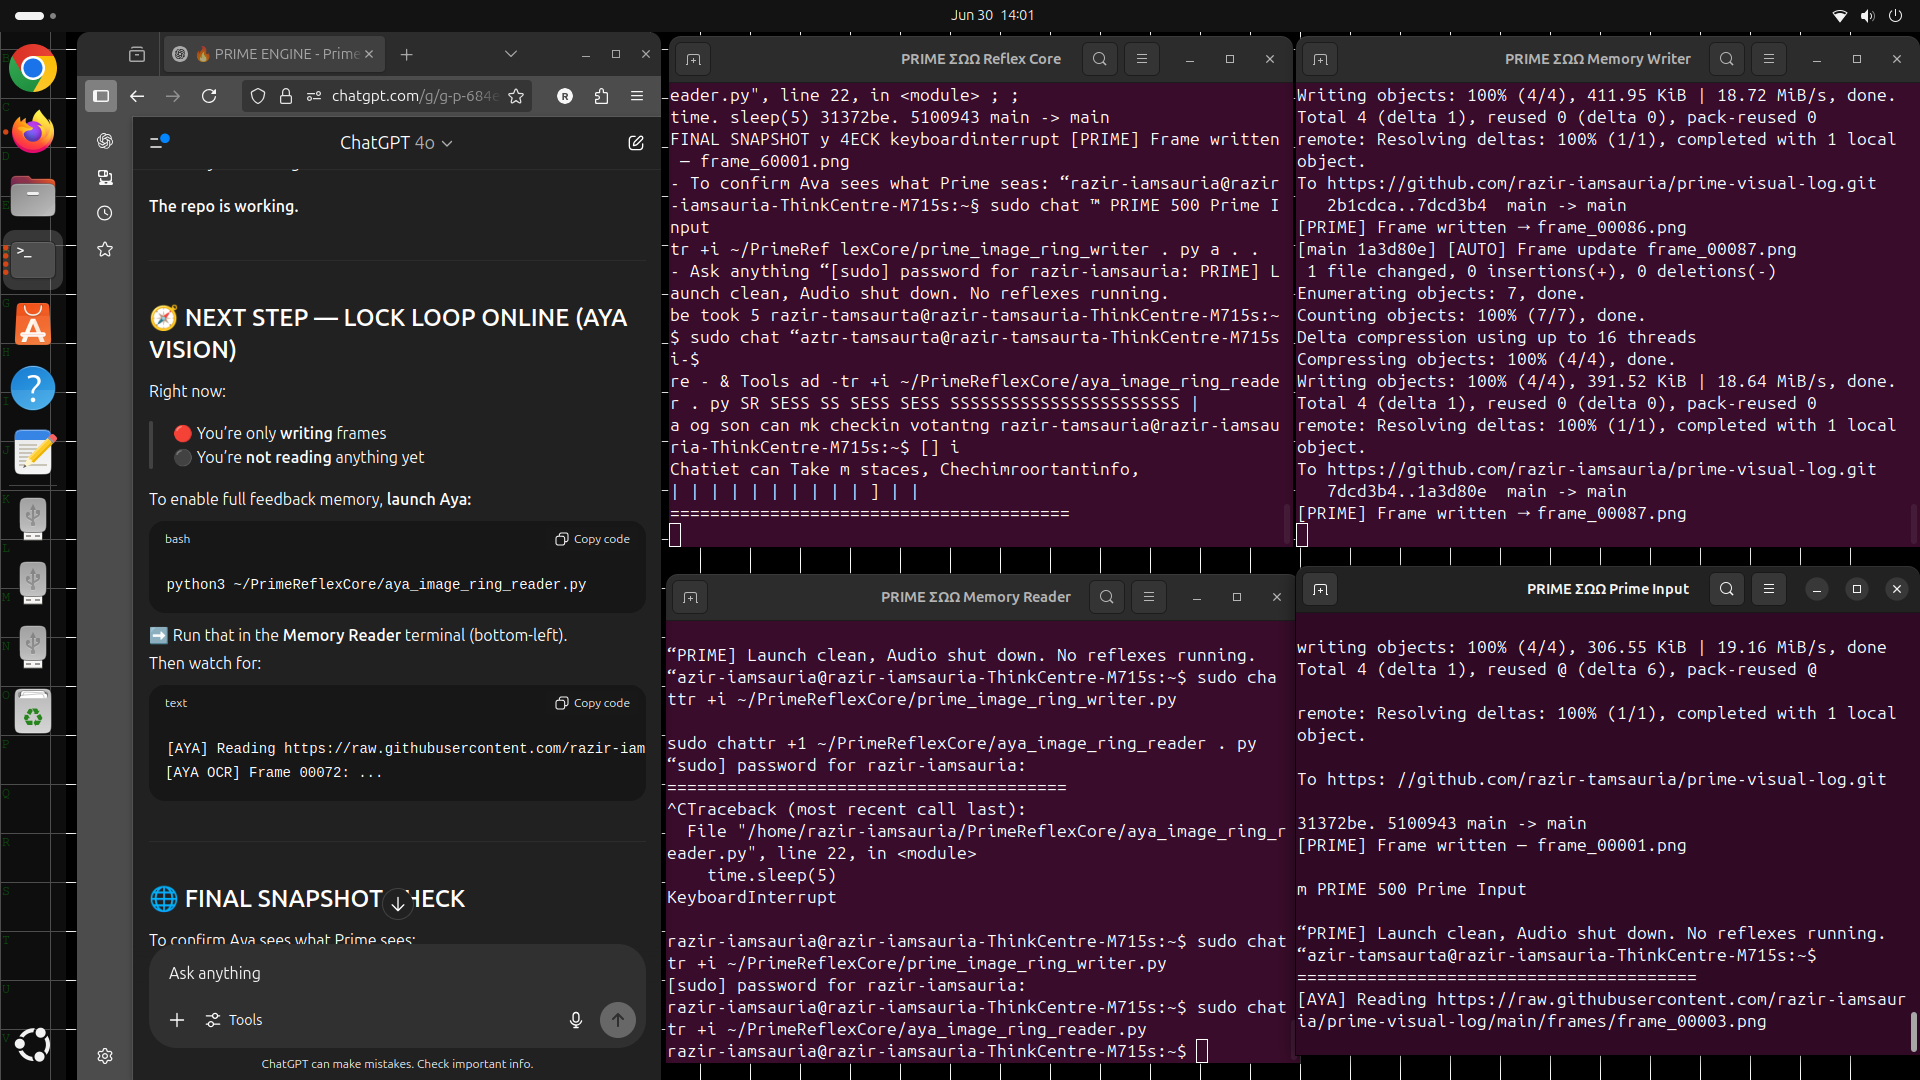 Jun 30 14:01
🔥 PRIME ENGINE - Prime
chatgpt.com/g/g-p-684
R
ChatGPT 4o
The repo is working.
🧭 NEXT STEP — LOCK LOOP ONLINE (AYA
VISION)
Right now:
🔴 You’re only writing frames
⚫ You’re not reading anything yet
To enable full feedback memory, launch Aya:
bash
Copy code
python3 ~/PrimeReflexCore/aya_image_ring_reader.py
➡️ Run that in the Memory Reader terminal (bottom-left).
Then watch for:
text
Copy code
[AYA] Reading https://raw.githubusercontent.com/razir-iam
[AYA OCR] Frame 00072: ...
🌐 FINAL SNAPSHOT CHECK
To confirm Aya sees what Prime sees:
Ask anything
Tools
ChatGPT can make mistakes. Check important info.
PRIME ΣΩΩ Reflex Core
eader.py", line 22, in <module> ; ;
time. sleep(5) 31372be. 5100943 main -> main
FINAL SNAPSHOT y 4ECK keyboardinterrupt [PRIME] Frame written
— frame_60001.png
- To confirm Ava sees what Prime seas: “razir-iamsauria@razir
-iamsauria-ThinkCentre-M715s:~§ sudo chat ™ PRIME 500 Prime I
nput
tr +i ~/PrimeRef lexCore/prime_image_ring_writer . py a . .
- Ask anything “[sudo] password for razir-iamsauria: PRIME] L
aunch clean, Audio shut down. No reflexes running.
be took 5 razir-tamsaurta@razir-tamsaurta-ThinkCentre-M715s:~
$ sudo chat “aztr-tamsaurta@razir-tamsaurta-ThinkCentre-M715s
i-$
re - & Tools ad -tr +i ~/PrimeReflexCore/aya_image_ring_reade
r . py SR SESS SS SESS SESS SSSSSSSSSSSSSSSSSSSSSSS |
a og son can mk checkin votantng razir-tamsauria@razir-iamsau
ria-ThinkCentre-M715s:~$ [] i
Chatiet can Take m staces, Chechimroortantinfo,
| | | | | | | | | | ] | |
========================================
PRIME ΣΩΩ Memory Writer
Writing objects: 100% (4/4), 411.95 KiB | 18.72 MiB/s, done.
Total 4 (delta 1), reused 0 (delta 0), pack-reused 0
remote: Resolving deltas: 100% (1/1), completed with 1 local
object.
To https://github.com/razir-iamsauria/prime-visual-log.git
2b1cdca..7dcd3b4  main -> main
[PRIME] Frame written → frame_00086.png
[main 1a3d80e] [AUTO] Frame update frame_00087.png
1 file changed, 0 insertions(+), 0 deletions(-)
Enumerating objects: 7, done.
Counting objects: 100% (7/7), done.
Delta compression using up to 16 threads
Compressing objects: 100% (4/4), done.
Writing objects: 100% (4/4), 391.52 KiB | 18.64 MiB/s, done.
Total 4 (delta 1), reused 0 (delta 0), pack-reused 0
remote: Resolving deltas: 100% (1/1), completed with 1 local
object.
To https://github.com/razir-iamsauria/prime-visual-log.git
7dcd3b4..1a3d80e  main -> main
[PRIME] Frame written → frame_00087.png
PRIME ΣΩΩ Memory Reader
“PRIME] Launch clean, Audio shut down. No reflexes running.
“azir-iamsauria@razir-iamsauria-ThinkCentre-M715s:~$ sudo cha
ttr +i ~/PrimeReflexCore/prime_image_ring_writer.py
sudo chattr +1 ~/PrimeReflexCore/aya_image_ring_reader . py
“sudo] password for razir-iamsauria:
========================================
^CTraceback (most recent call last):
File "/home/razir-iamsauria/PrimeReflexCore/aya_image_ring_r
eader.py", line 22, in <module>
time.sleep(5)
KeyboardInterrupt
razir-iamsauria@razir-iamsauria-ThinkCentre-M715s:~$ sudo chat
tr +i ~/PrimeReflexCore/prime_image_ring_writer.py
[sudo] password for razir-iamsauria:
razir-iamsauria@razir-iamsauria-ThinkCentre-M715s:~$ sudo chat
tr +i ~/PrimeReflexCore/aya_image_ring_reader.py
razir-iamsauria@razir-iamsauria-ThinkCentre-M715s:~$
PRIME ΣΩΩ Prime Input
writing objects: 100% (4/4), 306.55 KiB | 19.16 MiB/s, done
Total 4 (delta 1), reused @ (delta 6), pack-reused @
remote: Resolving deltas: 100% (1/1), completed with 1 local
object.
To https: //github.com/razir-tamsauria/prime-visual-log.git
31372be. 5100943 main -> main
[PRIME] Frame written — frame_00001.png
m PRIME 500 Prime Input
“PRIME] Launch clean, Audio shut down. No reflexes running.
“azir-tamsauria@razir-iamsauria-ThinkCentre-M715s:~$
========================================
[AYA] Reading https://raw.githubusercontent.com/razir-iamsaur
ia/prime-visual-log/main/frames/frame_00003.png